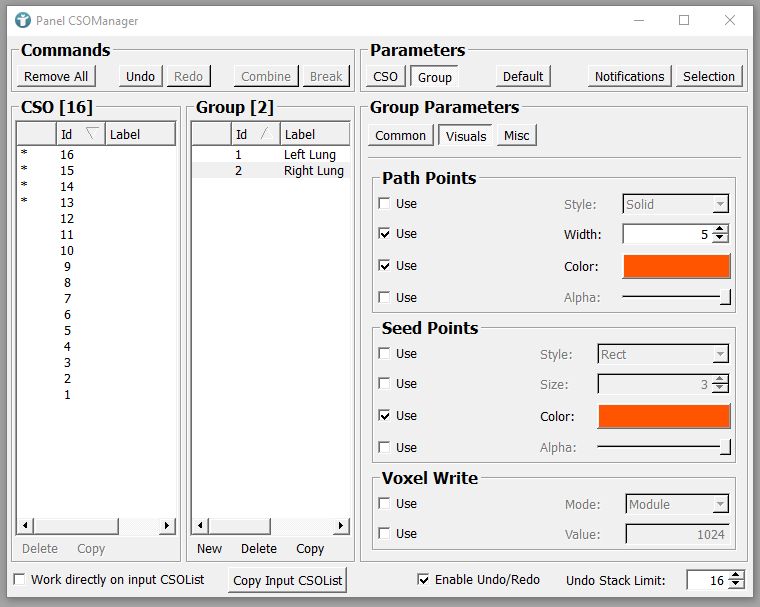 Panel CSOManager
Commands
Remove All Undo Redo Combine Break
Parameters
CSO Group Default Notifications Selection
CSO [16]
Id Label
* 16
* 15
* 14
* 13
12
11
10
9
8
7
6
5
4
3
2
1
Delete Copy
Group [2]
Id Label
1 Left Lung
2 Right Lung
New Delete Copy
Group Parameters
Common Visuals Misc
Path Points
Use Style: Solid
Use Width: 5
Use Color:
Use Alpha:
Seed Points
Use Style: Rect
Use Size: 3
Use Color:
Use Alpha:
Voxel Write
Use Mode: Module
Use Value: 1024
Work directly on input CSOList Copy Input CSOList Enable Undo/Redo Undo Stack Limit: 16